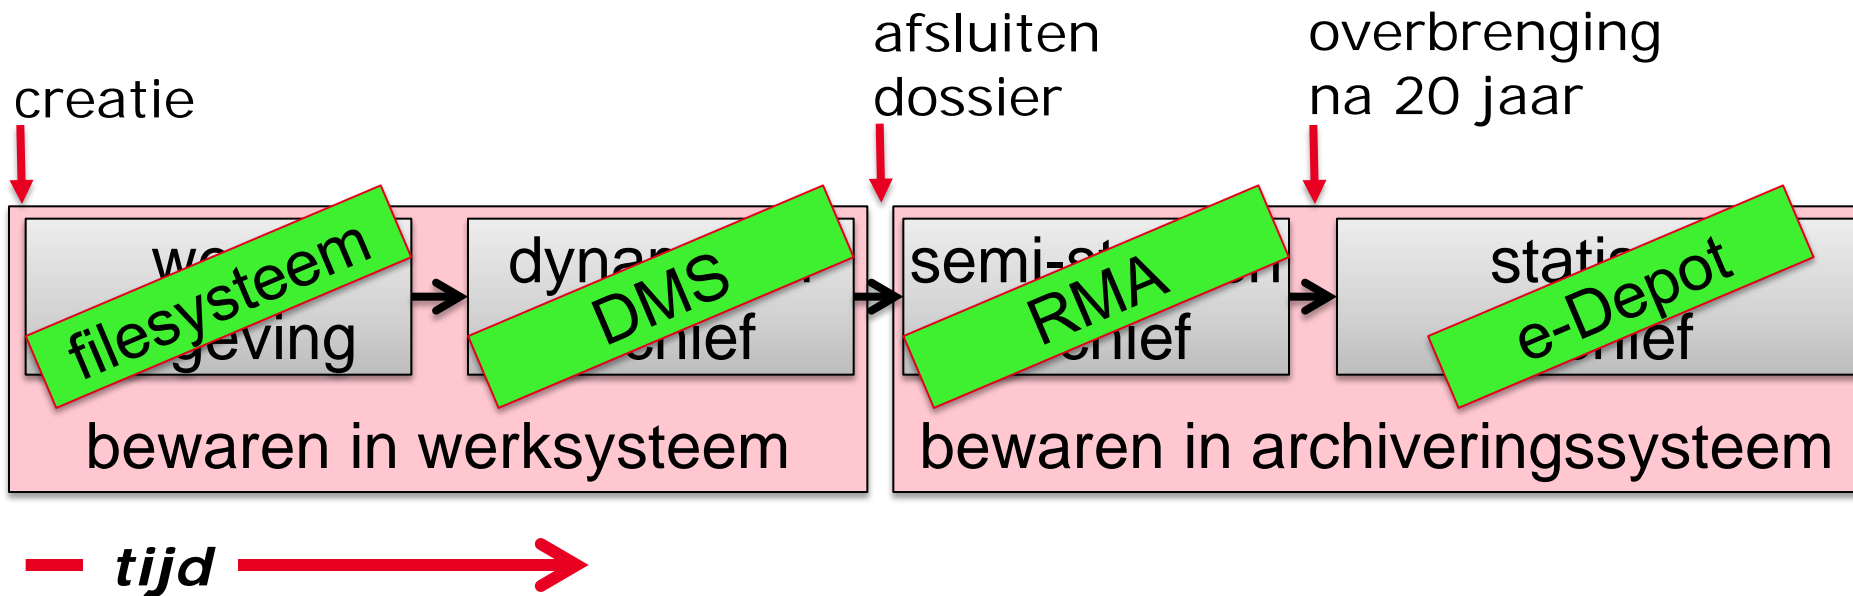 creatie
afsluiten
dossier
overbrenging
na 20 jaar
filesysteem
DMS
RMA
e-Depot
bewaren in werksysteem
bewaren in archiveringssysteem
tijd